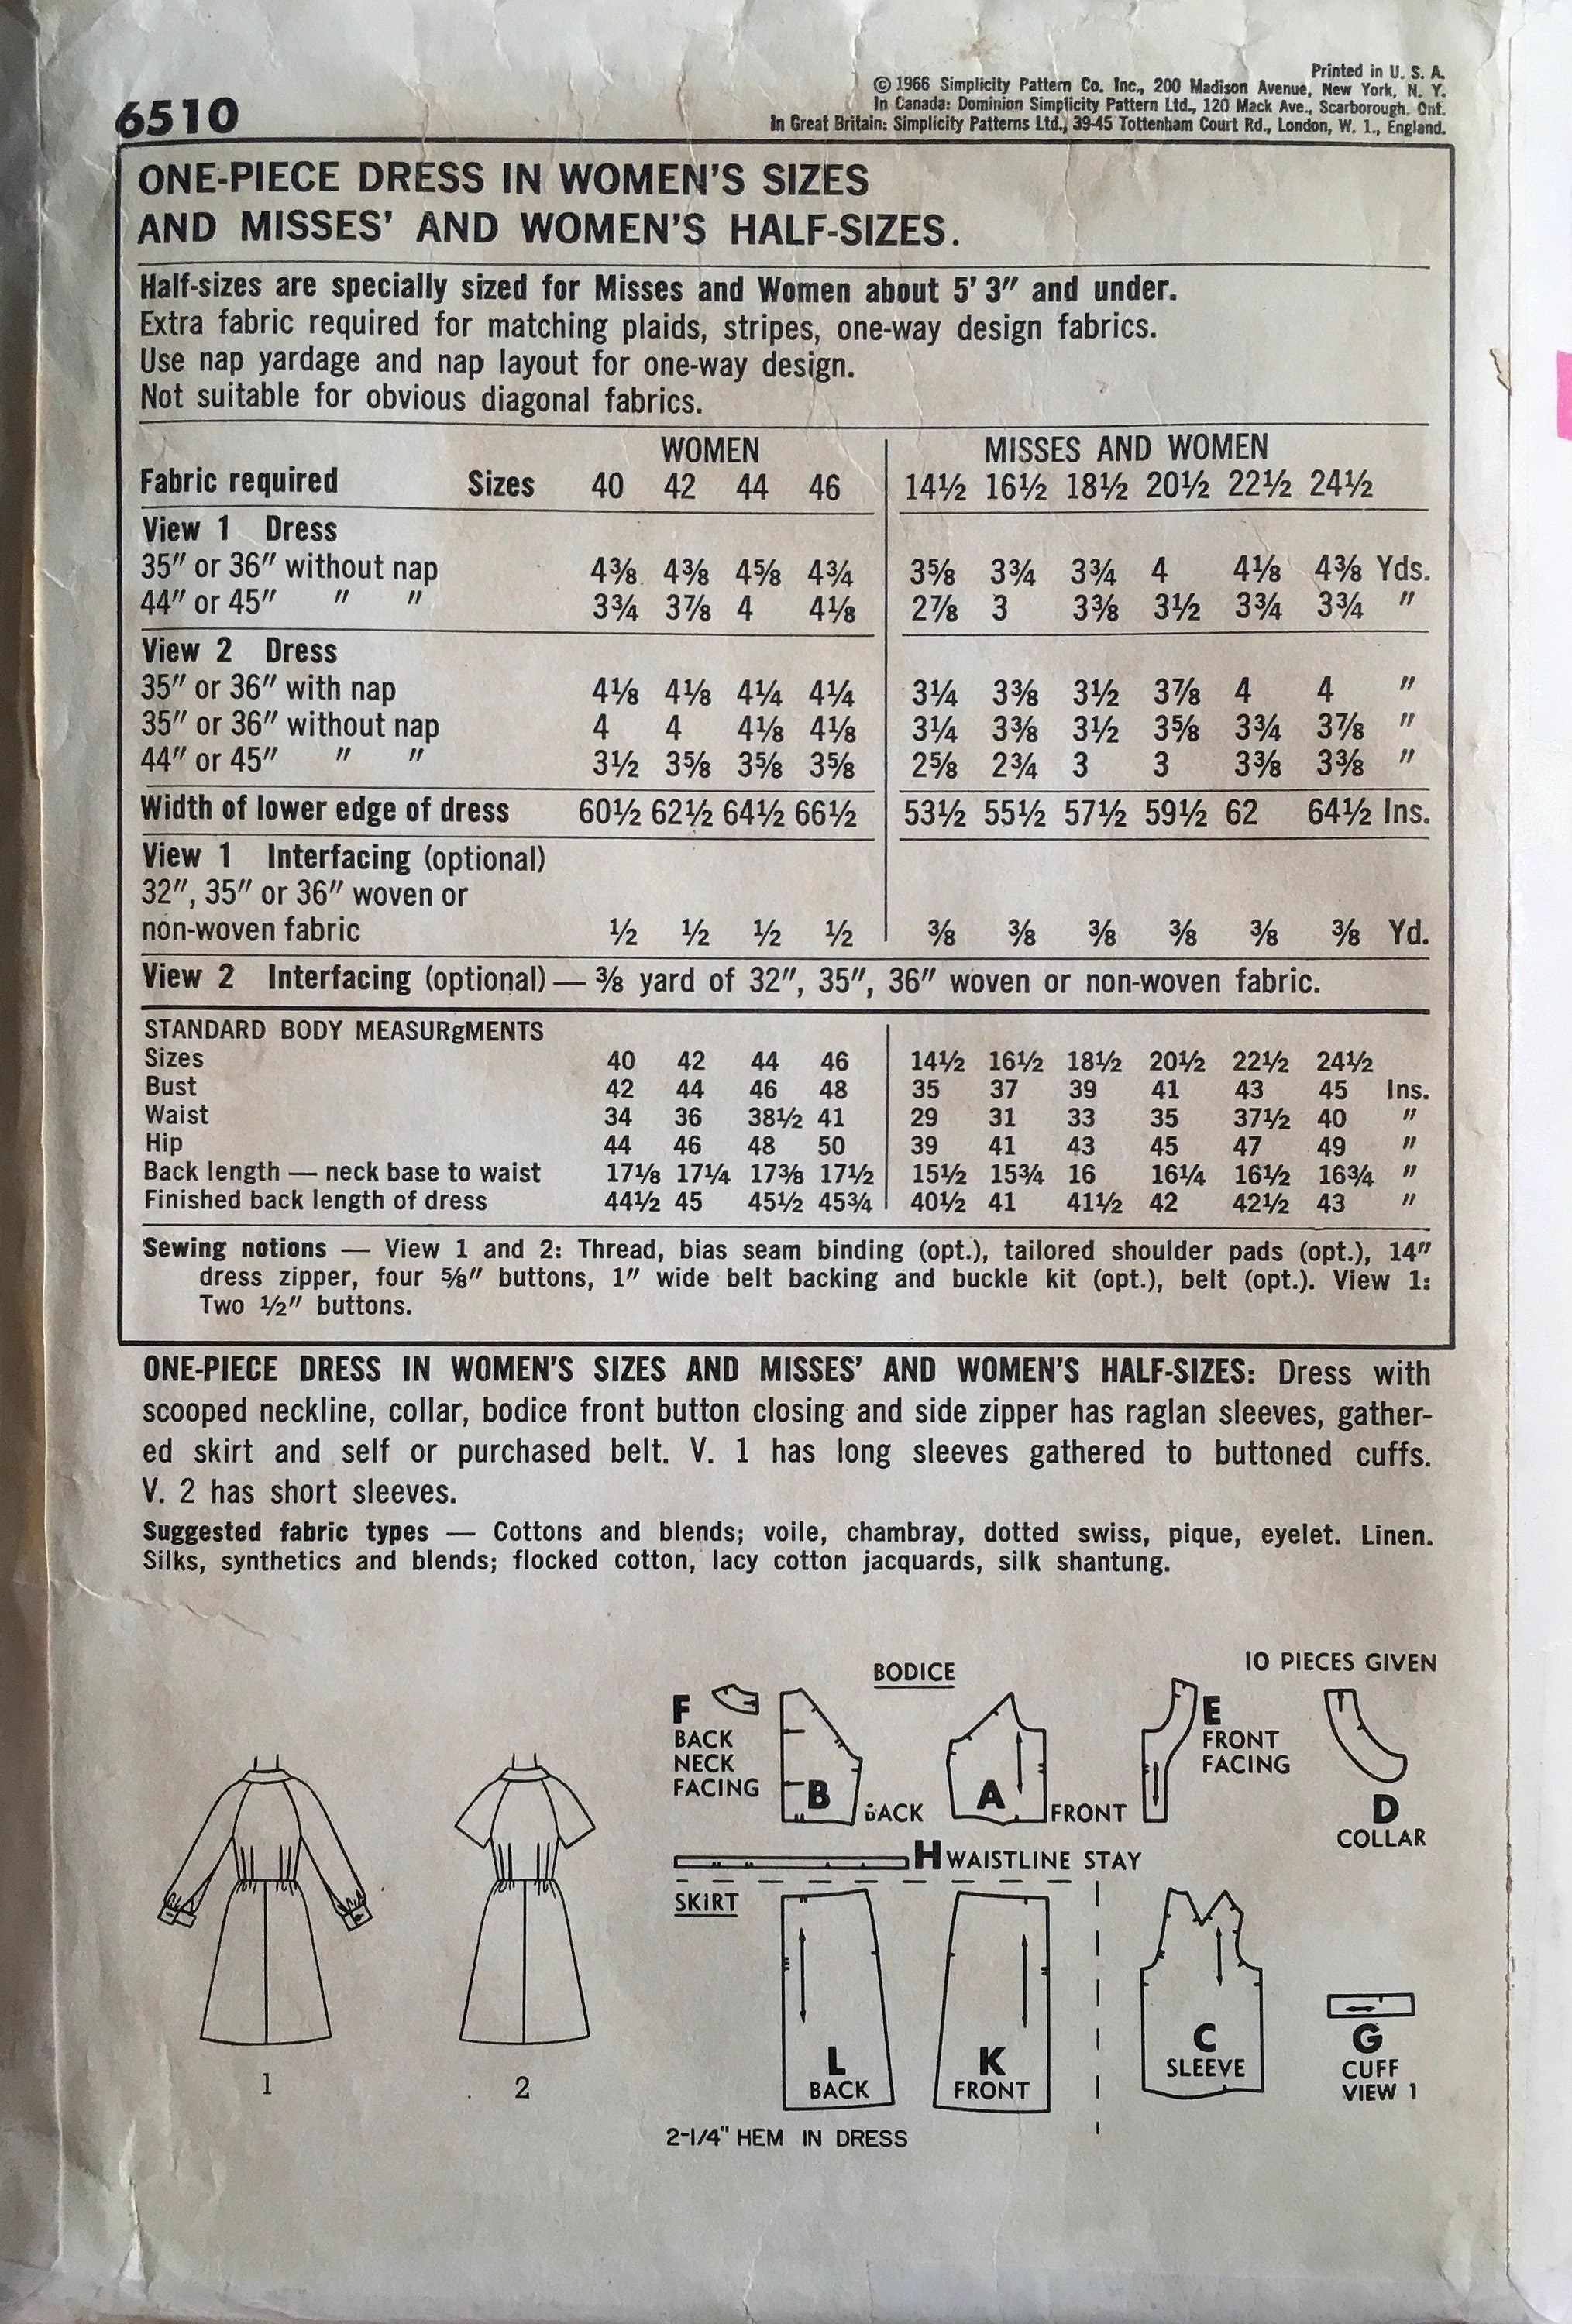 6510
Printed in U. S. A.
© 1966 Simplicity Pattern Co. Inc., 200 Madison Avenue, New York, N. Y.
In Canada: Dominion Simplicity Pattern Ltd., 120 Mack Ave., Scarborough. Ont.
In Great Britain: Simplicity Patterns Ltd., 39-45 Tottenham Court Rd., London, W. 1., England.
ONE-PIECE DRESS IN WOMEN'S SIZES
AND MISSES' AND WOMEN'S HALF-SIZES.
Half-sizes are specially sized for Misses and Women about 5' 3" and under.
Extra fabric required for matching plaids, stripes, one-way design fabrics.
Use nap yardage and nap layout for one-way design.
Not suitable for obvious diagonal fabrics.
WOMEN MISSES AND WOMEN
Fabric required Sizes 40 42 44 46 14½ 16½ 18½ 20½ 22½ 24½
View 1 Dress
35" or 36" without nap 4⅜ 4⅜ 4⅝ 4¾ 3⅝ 3¾ 3¾ 4 4⅛ 4⅜ Yds.
44" or 45" " " 3¾ 3⅞ 4 4⅛ 2⅞ 3 3⅜ 3½ 3¾ 3¾ "
View 2 Dress
35" or 36" with nap 4⅛ 4⅛ 4¼ 4¼ 3¼ 3⅜ 3½ 3⅞ 4 4 "
35" or 36" without nap 4 4 4⅛ 4⅛ 3¼ 3⅜ 3½ 3⅝ 3¾ 3⅞ "
44" or 45" " " 3½ 3⅝ 3⅝ 3⅝ 2⅝ 2¾ 3 3 3⅜ 3⅜ "
Width of lower edge of dress 60½ 62½ 64½ 66½ 53½ 55½ 57½ 59½ 62 64½ Ins.
View 1 Interfacing (optional)
32", 35" or 36" woven or
non-woven fabric ½ ½ ½ ½ ⅜ ⅜ ⅜ ⅜ ⅜ ⅜ Yd.
View 2 Interfacing (optional) — ⅜ yard of 32", 35", 36" woven or non-woven fabric.
STANDARD BODY MEASURgMENTS
Sizes 40 42 44 46 14½ 16½ 18½ 20½ 22½ 24½
Bust 42 44 46 48 35 37 39 41 43 45 Ins.
Waist 34 36 38½ 41 29 31 33 35 37½ 40 "
Hip 44 46 48 50 39 41 43 45 47 49 "
Back length — neck base to waist 17⅛ 17¼ 17⅜ 17½ 15½ 15¾ 16 16¼ 16½ 16¾ "
Finished back length of dress 44½ 45 45½ 45¾ 40½ 41 41½ 42 42½ 43 "
Sewing notions — View 1 and 2: Thread, bias seam binding (opt.), tailored shoulder pads (opt.), 14"
dress zipper, four ⅝" buttons, 1" wide belt backing and buckle kit (opt.), belt (opt.). View 1:
Two ½" buttons.
ONE-PIECE DRESS IN WOMEN'S SIZES AND MISSES' AND WOMEN'S HALF-SIZES: Dress with
scooped neckline, collar, bodice front button closing and side zipper has raglan sleeves, gather-
ed skirt and self or purchased belt. V. 1 has long sleeves gathered to buttoned cuffs.
V. 2 has short sleeves.
Suggested fabric types — Cottons and blends; voile, chambray, dotted swiss, pique, eyelet. Linen.
Silks, synthetics and blends; flocked cotton, lacy cotton jacquards, silk shantung.
10 PIECES GIVEN
BODICE
F
BACK
NECK
FACING
B
BACK
A
FRONT
E
FRONT
FACING
D
COLLAR
H WAISTLINE STAY
SKIRT
L
BACK
K
FRONT
C
SLEEVE
G
CUFF
VIEW 1
1
2
2-1/4" HEM IN DRESS